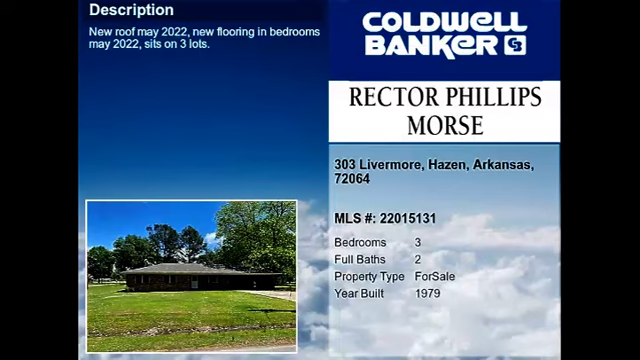 Description
New roof may 2022, new flooring in bedrooms
may 2022, sits on 3 lots.
COLDWELL
BANKER CB
RECTOR PHILLIPS
MORSE
303 Livermore, Hazen, Arkansas,
72064
MLS #: 22015131
Bedrooms 3
Full Baths 2
Property Type ForSale
Year Built 1979